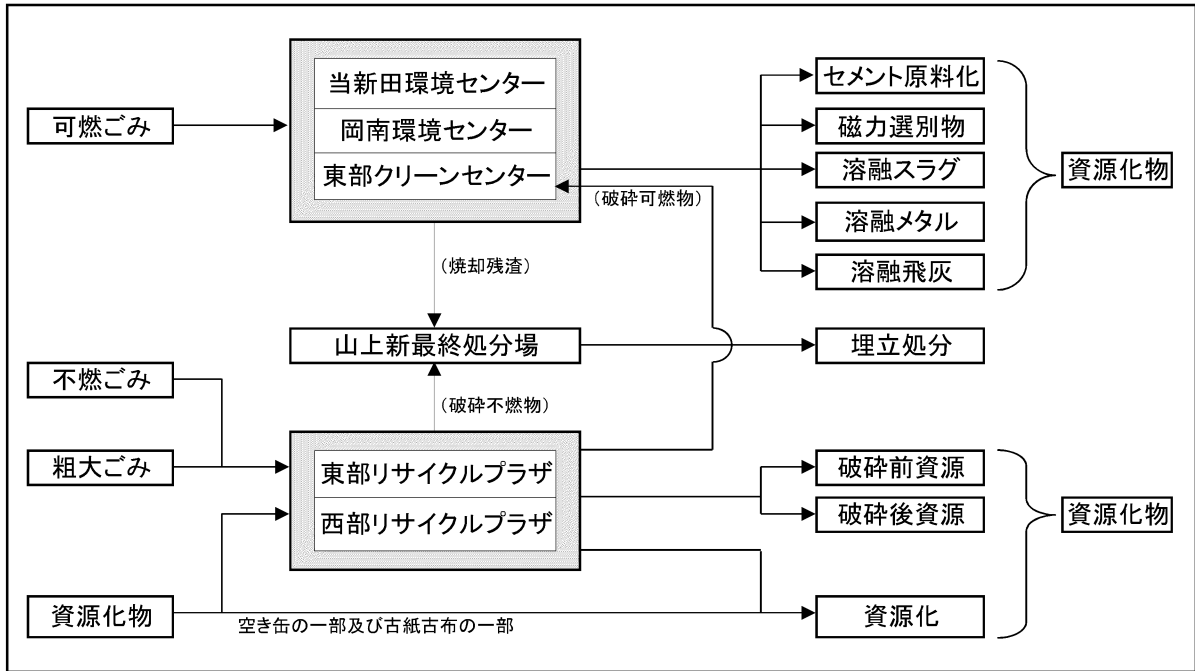 可燃ごみ
当新田環境センター
岡南環境センター
東部クリーンセンター
セメント原料化
磁力選別物
溶融スラグ
溶融メタル
溶融飛灰
資源化物
（破砕可燃物）
（焼却残渣）
山上新最終処分場
埋立処分
不燃ごみ
（破砕不燃物）
粗大ごみ
東部リサイクルプラザ
西部リサイクルプラザ
破砕前資源
破砕後資源
資源化物
資源化物
空き缶の一部及び古紙古布の一部
資源化